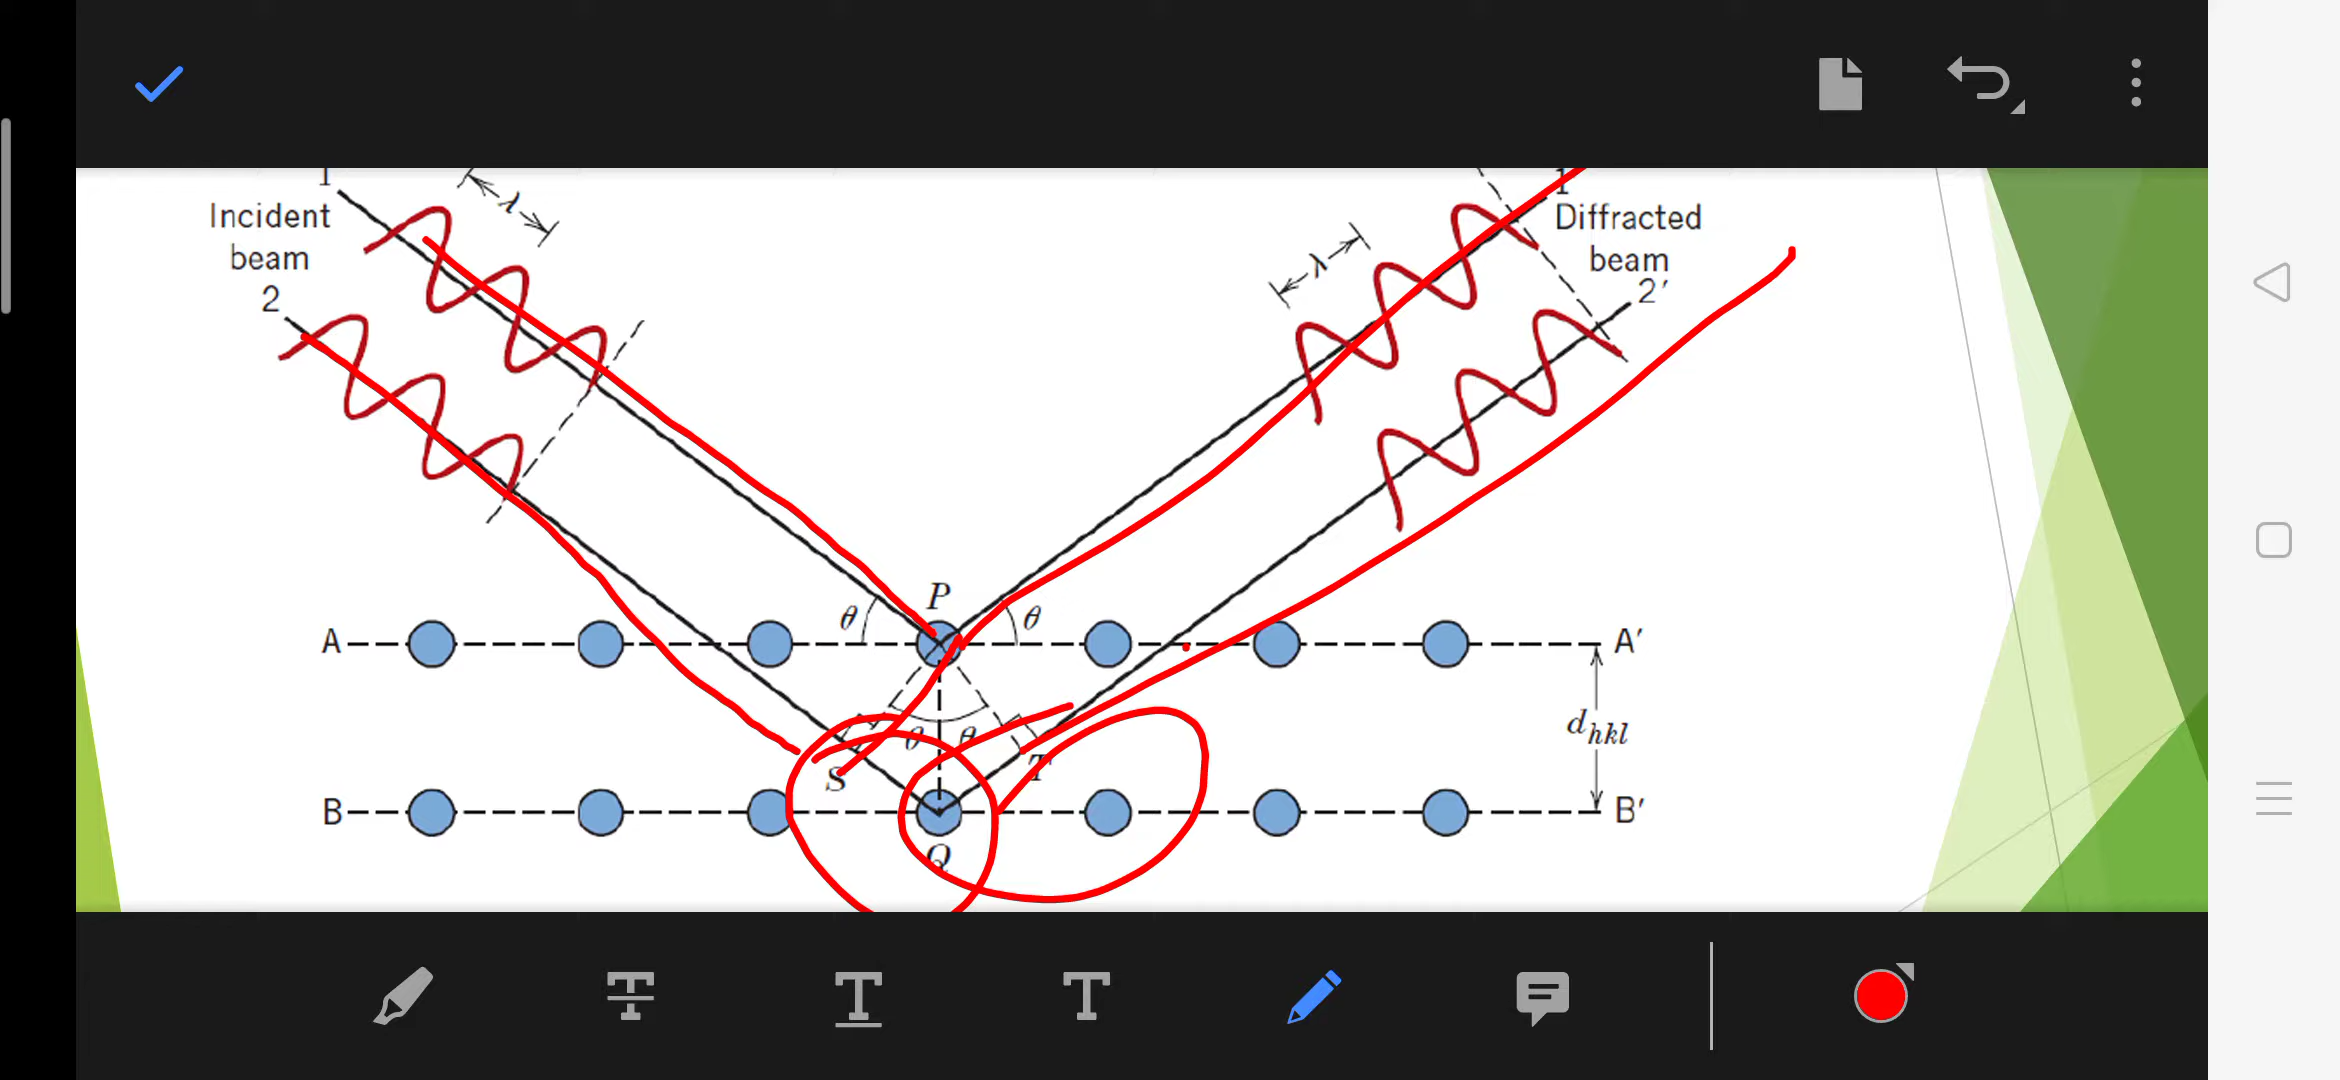 1
λ
Incident
beam
2
λ
1
Diffracted
beam
2′
P
θ
θ
A
A′
θ
θ
S
T
d hkl
B
B′
Q